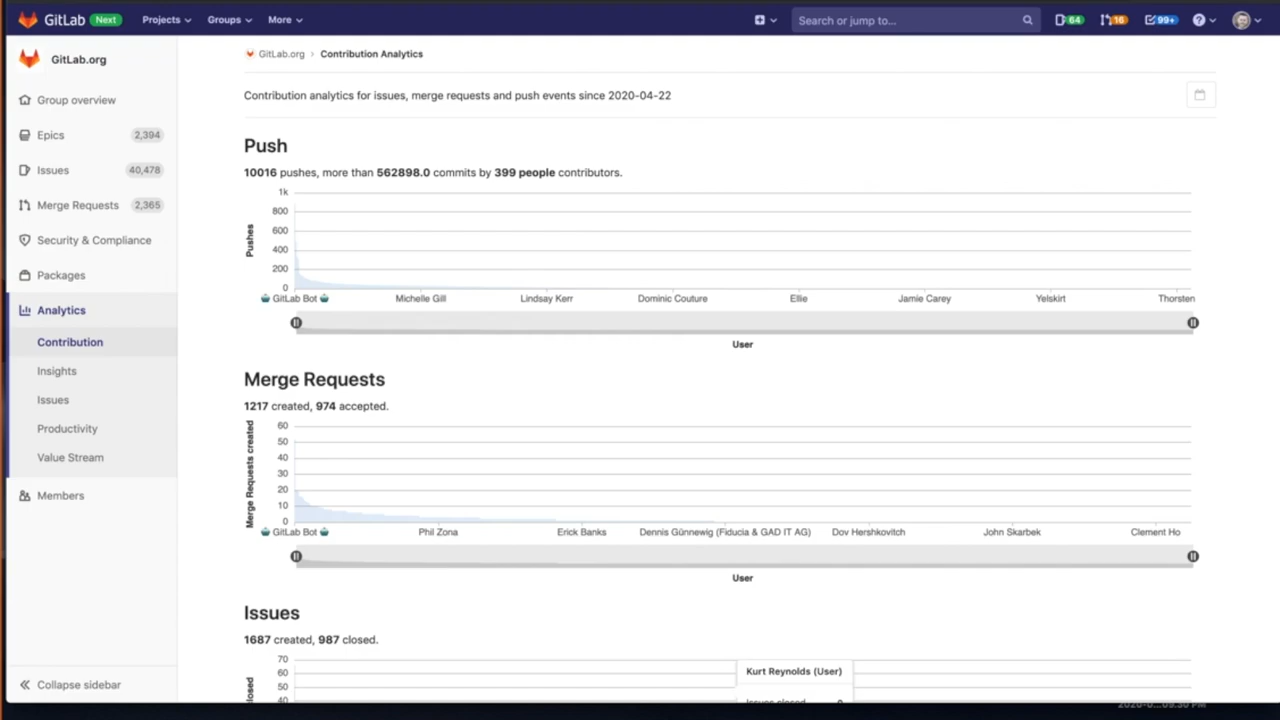 GitLab Next Projects Groups More Search or jump to... 64 16 99+
GitLab.org
Group overview
Epics 2,394
Issues 40,478
Merge Requests 2,365
Security & Compliance
Packages
Analytics
Contribution
Insights
Issues
Productivity
Value Stream
Members
Collapse sidebar
GitLab.org › Contribution Analytics
Contribution analytics for issues, merge requests and push events since 2020-04-22
Push
10016 pushes, more than 562898.0 commits by 399 people contributors.
Pushes
1k
800
600
400
200
0
GitLab Bot Michelle Gill Lindsay Kerr Dominic Couture Ellie Jamie Carey Yelskirt Thorsten
User
Merge Requests
1217 created, 974 accepted.
Merge Requests created
60
50
40
30
20
10
0
GitLab Bot Phil Zona Erick Banks Dennis Günnewig (Fiducia & GAD IT AG) Dov Hershkovitch John Skarbek Clement Ho
User
Issues
1687 created, 987 closed.
70
60
50
40
Kurt Reynolds (User)
Issues closed 0